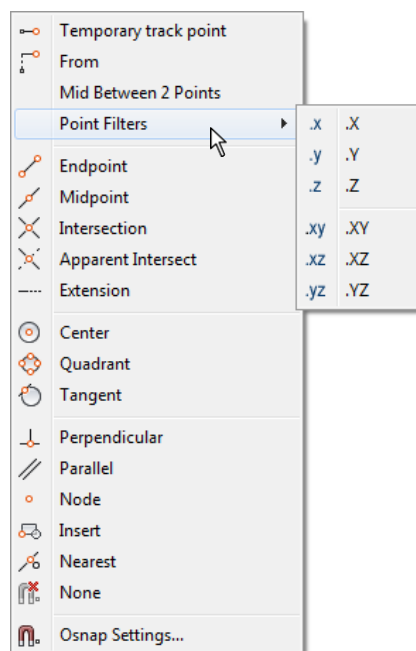 Temporary track point
From
Mid Between 2 Points
Point Filters
.x .X
.y .Y
.z .Z
.xy .XY
.xz .XZ
.yz .YZ
Endpoint
Midpoint
Intersection
Apparent Intersect
Extension
Center
Quadrant
Tangent
Perpendicular
Parallel
Node
Insert
Nearest
None
Osnap Settings...